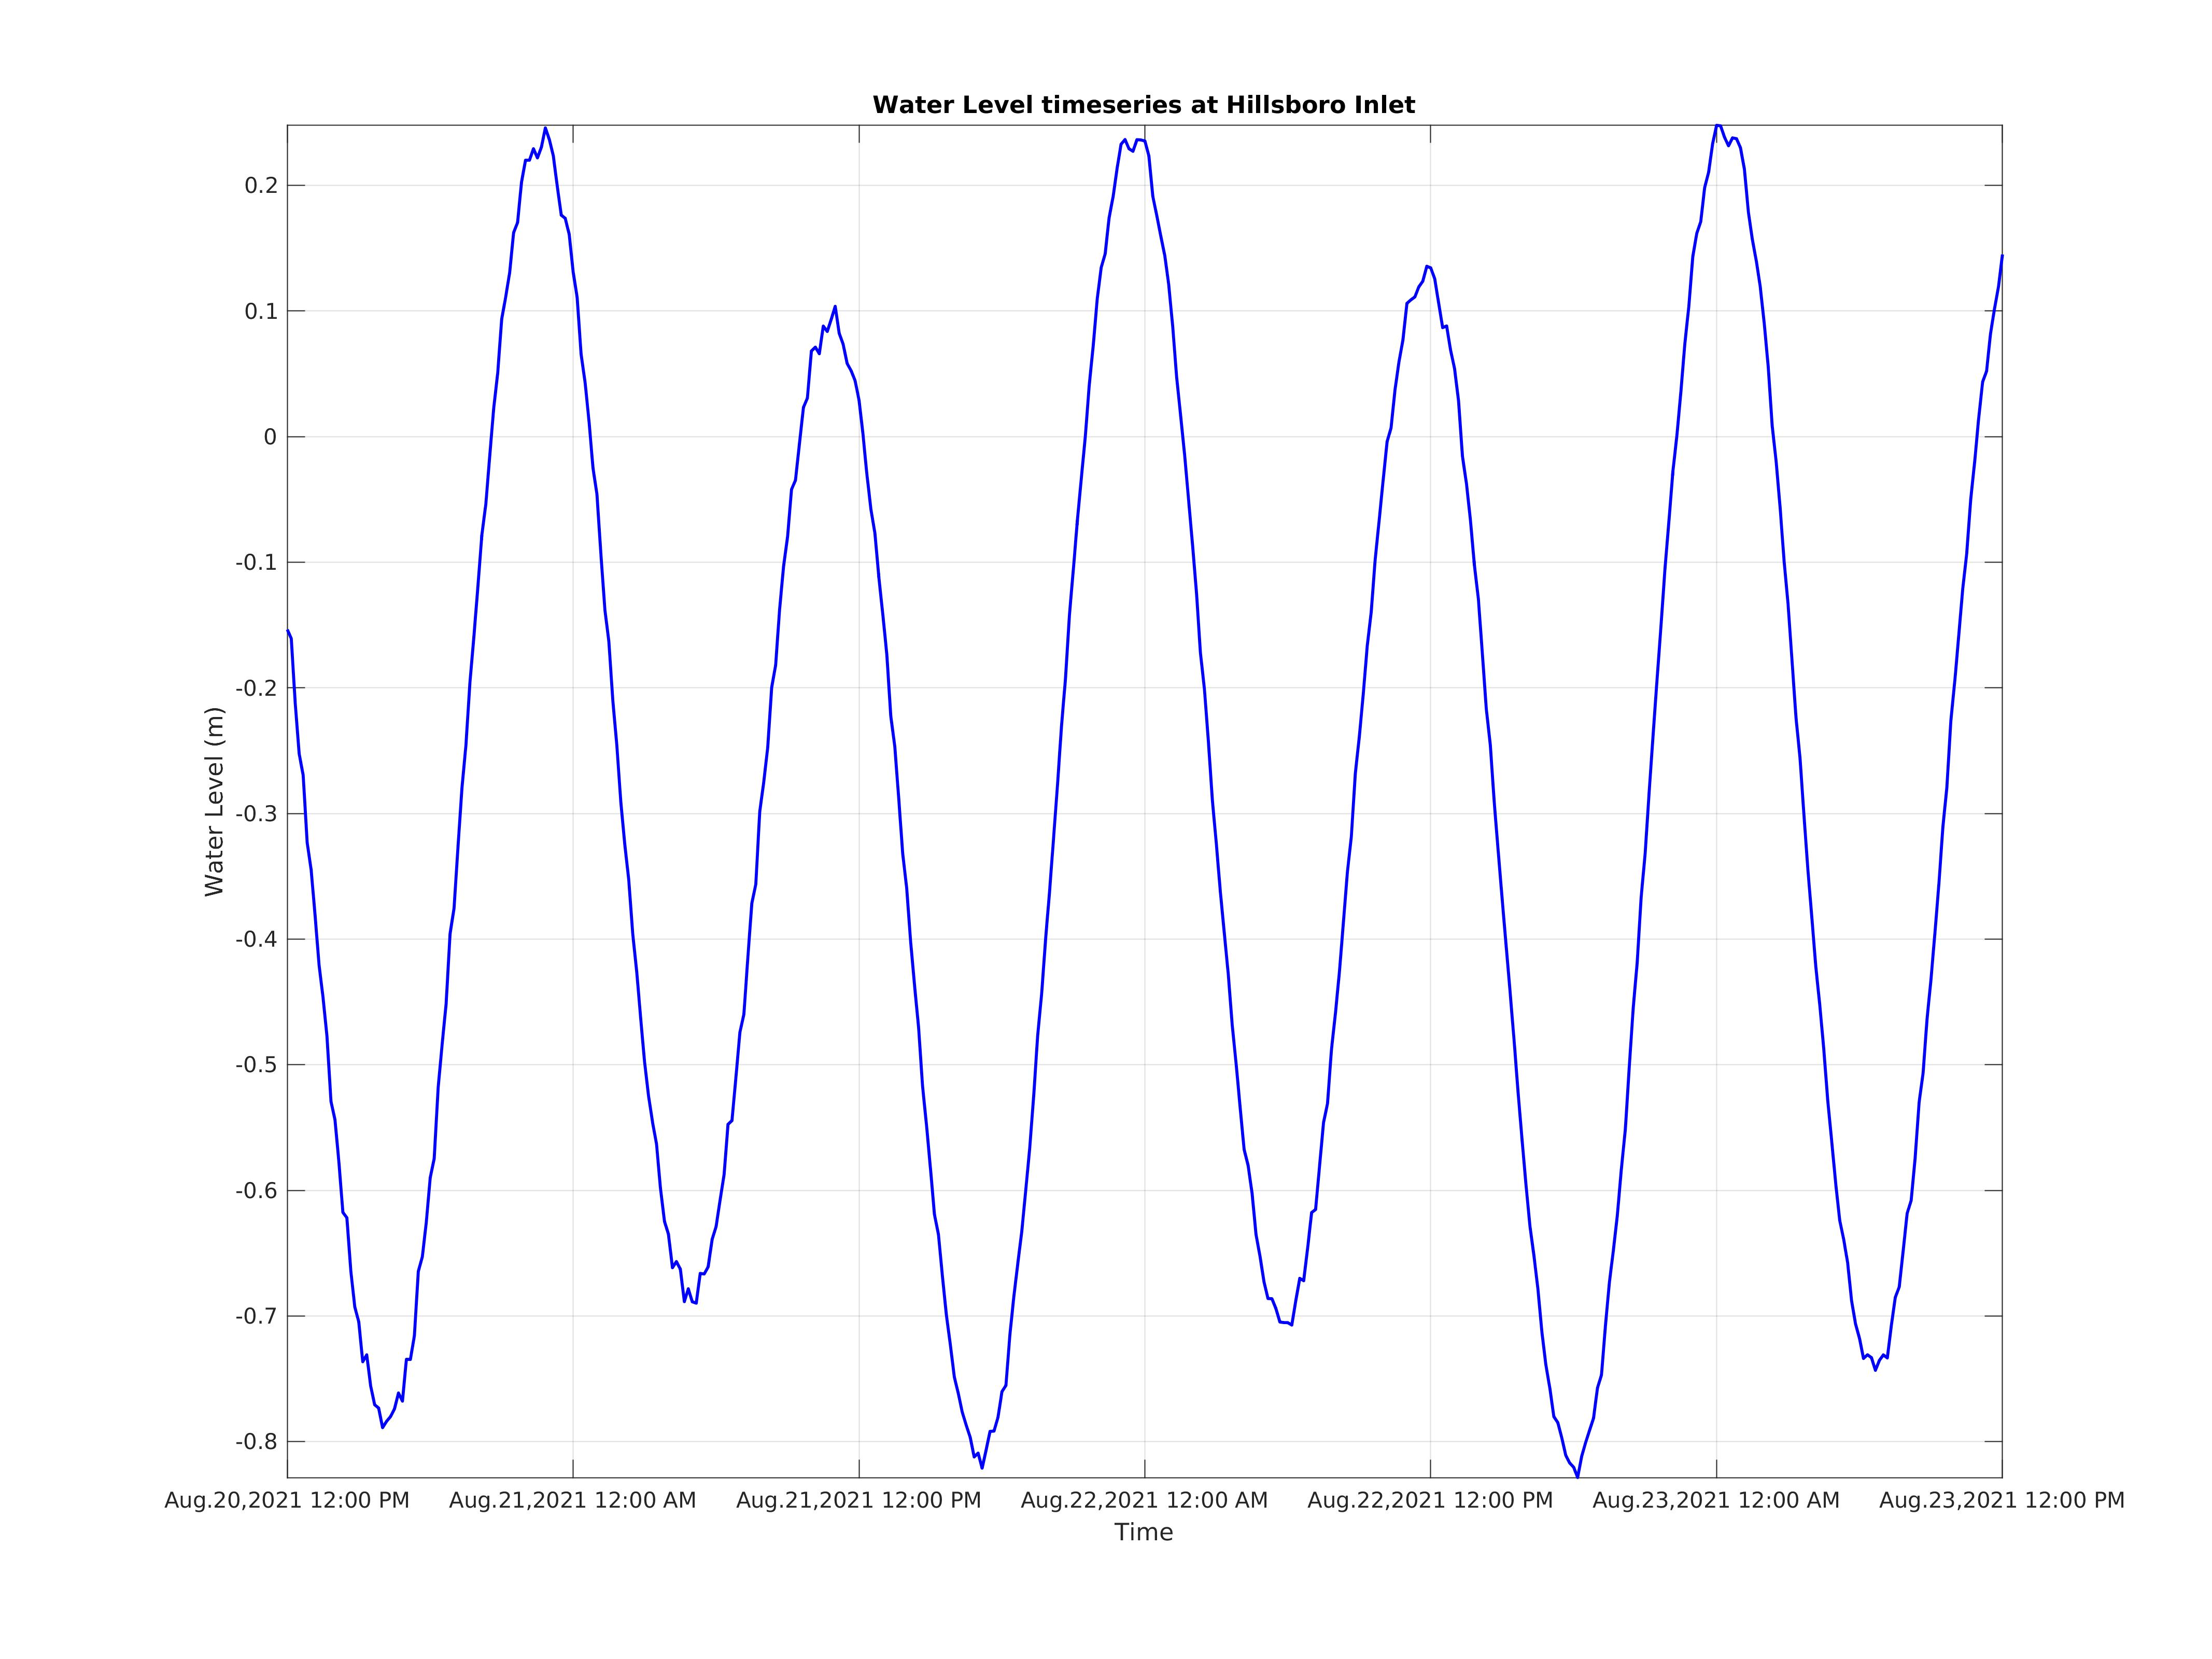 Water Level timeseries at Hillsboro Inlet
0.2
0.1
0
-0.1
-0.2
-0.3
-0.4
-0.5
-0.6
-0.7
-0.8
Water Level (m)
Aug.20,2021 12:00 PM
Aug.21,2021 12:00 AM
Aug.21,2021 12:00 PM
Aug.22,2021 12:00 AM
Aug.22,2021 12:00 PM
Aug.23,2021 12:00 AM
Aug.23,2021 12:00 PM
Time